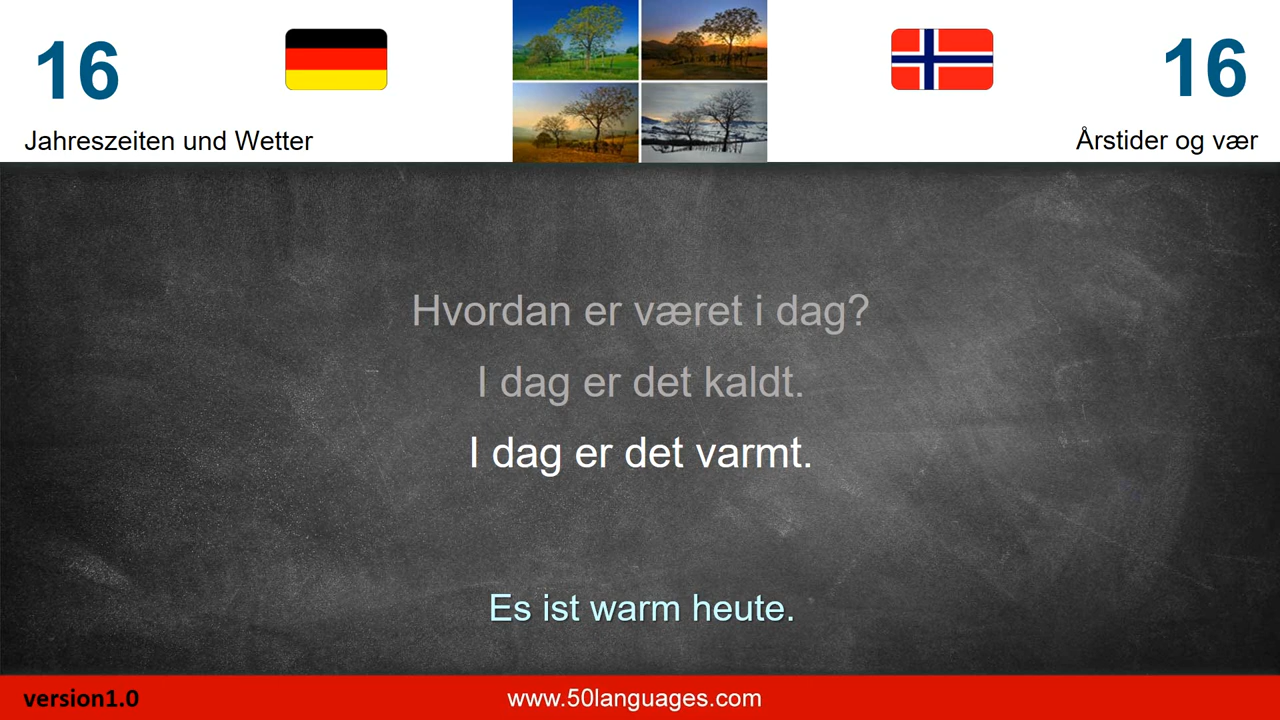 16
16
Jahreszeiten und Wetter
Årstider og vær
Hvordan er været i dag?
I dag er det kaldt.
I dag er det varmt.
Es ist warm heute.
version1.0
www.50languages.com